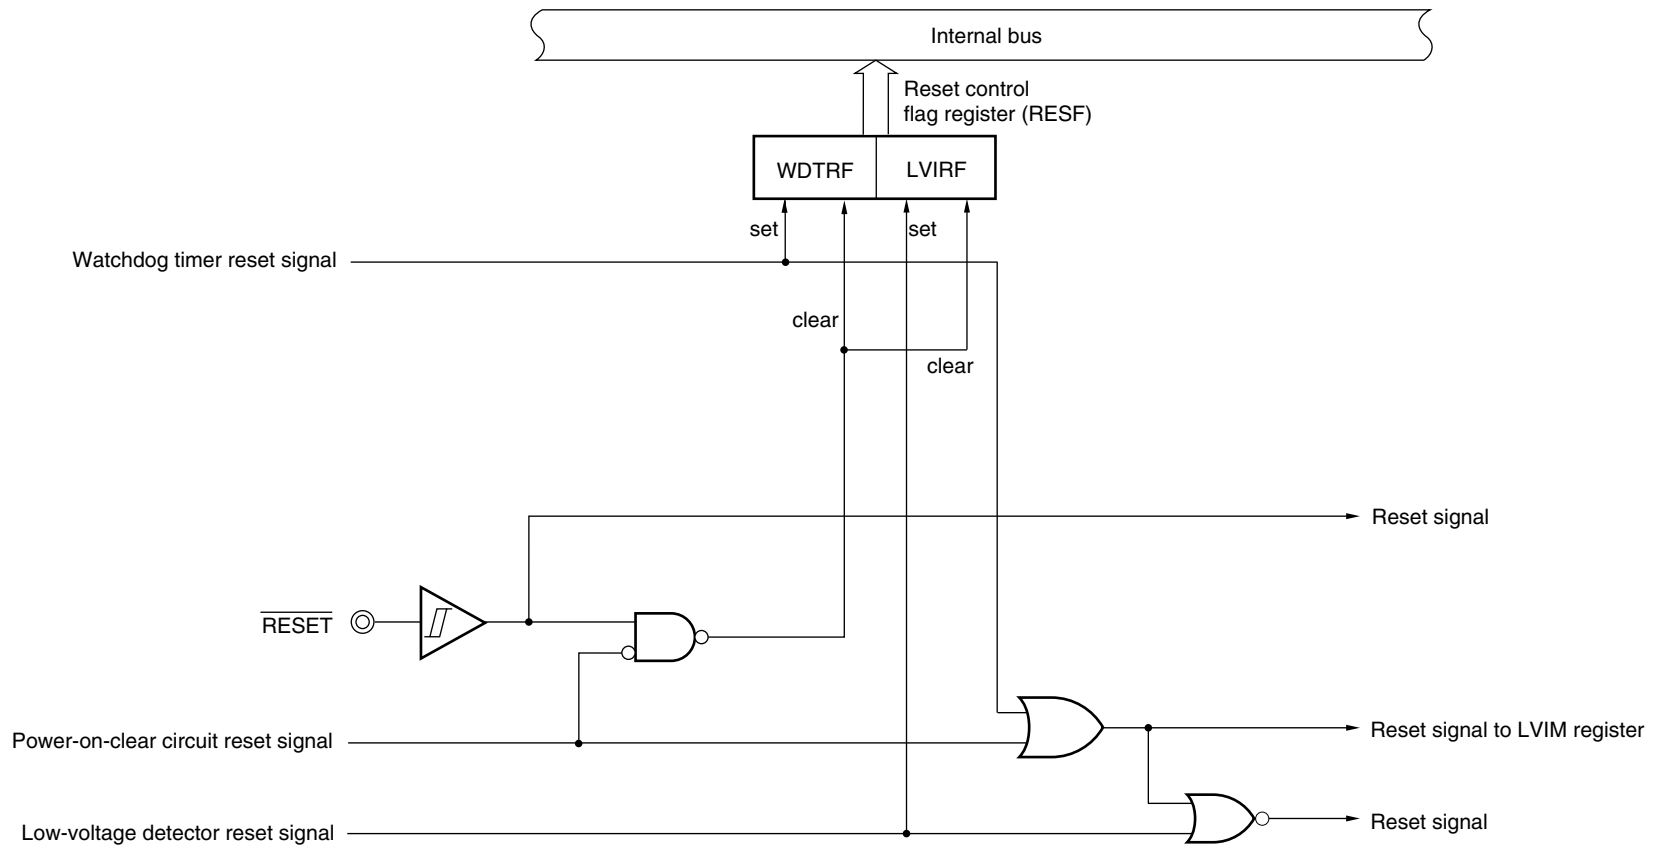 Internal bus
Reset control
flag register (RESF)
WDTRF
LVIRF
set
set
Watchdog timer reset signal
clear
clear
Reset signal
RESET
Reset signal to LVIM register
Power-on-clear circuit reset signal
Reset signal
Low-voltage detector reset signal